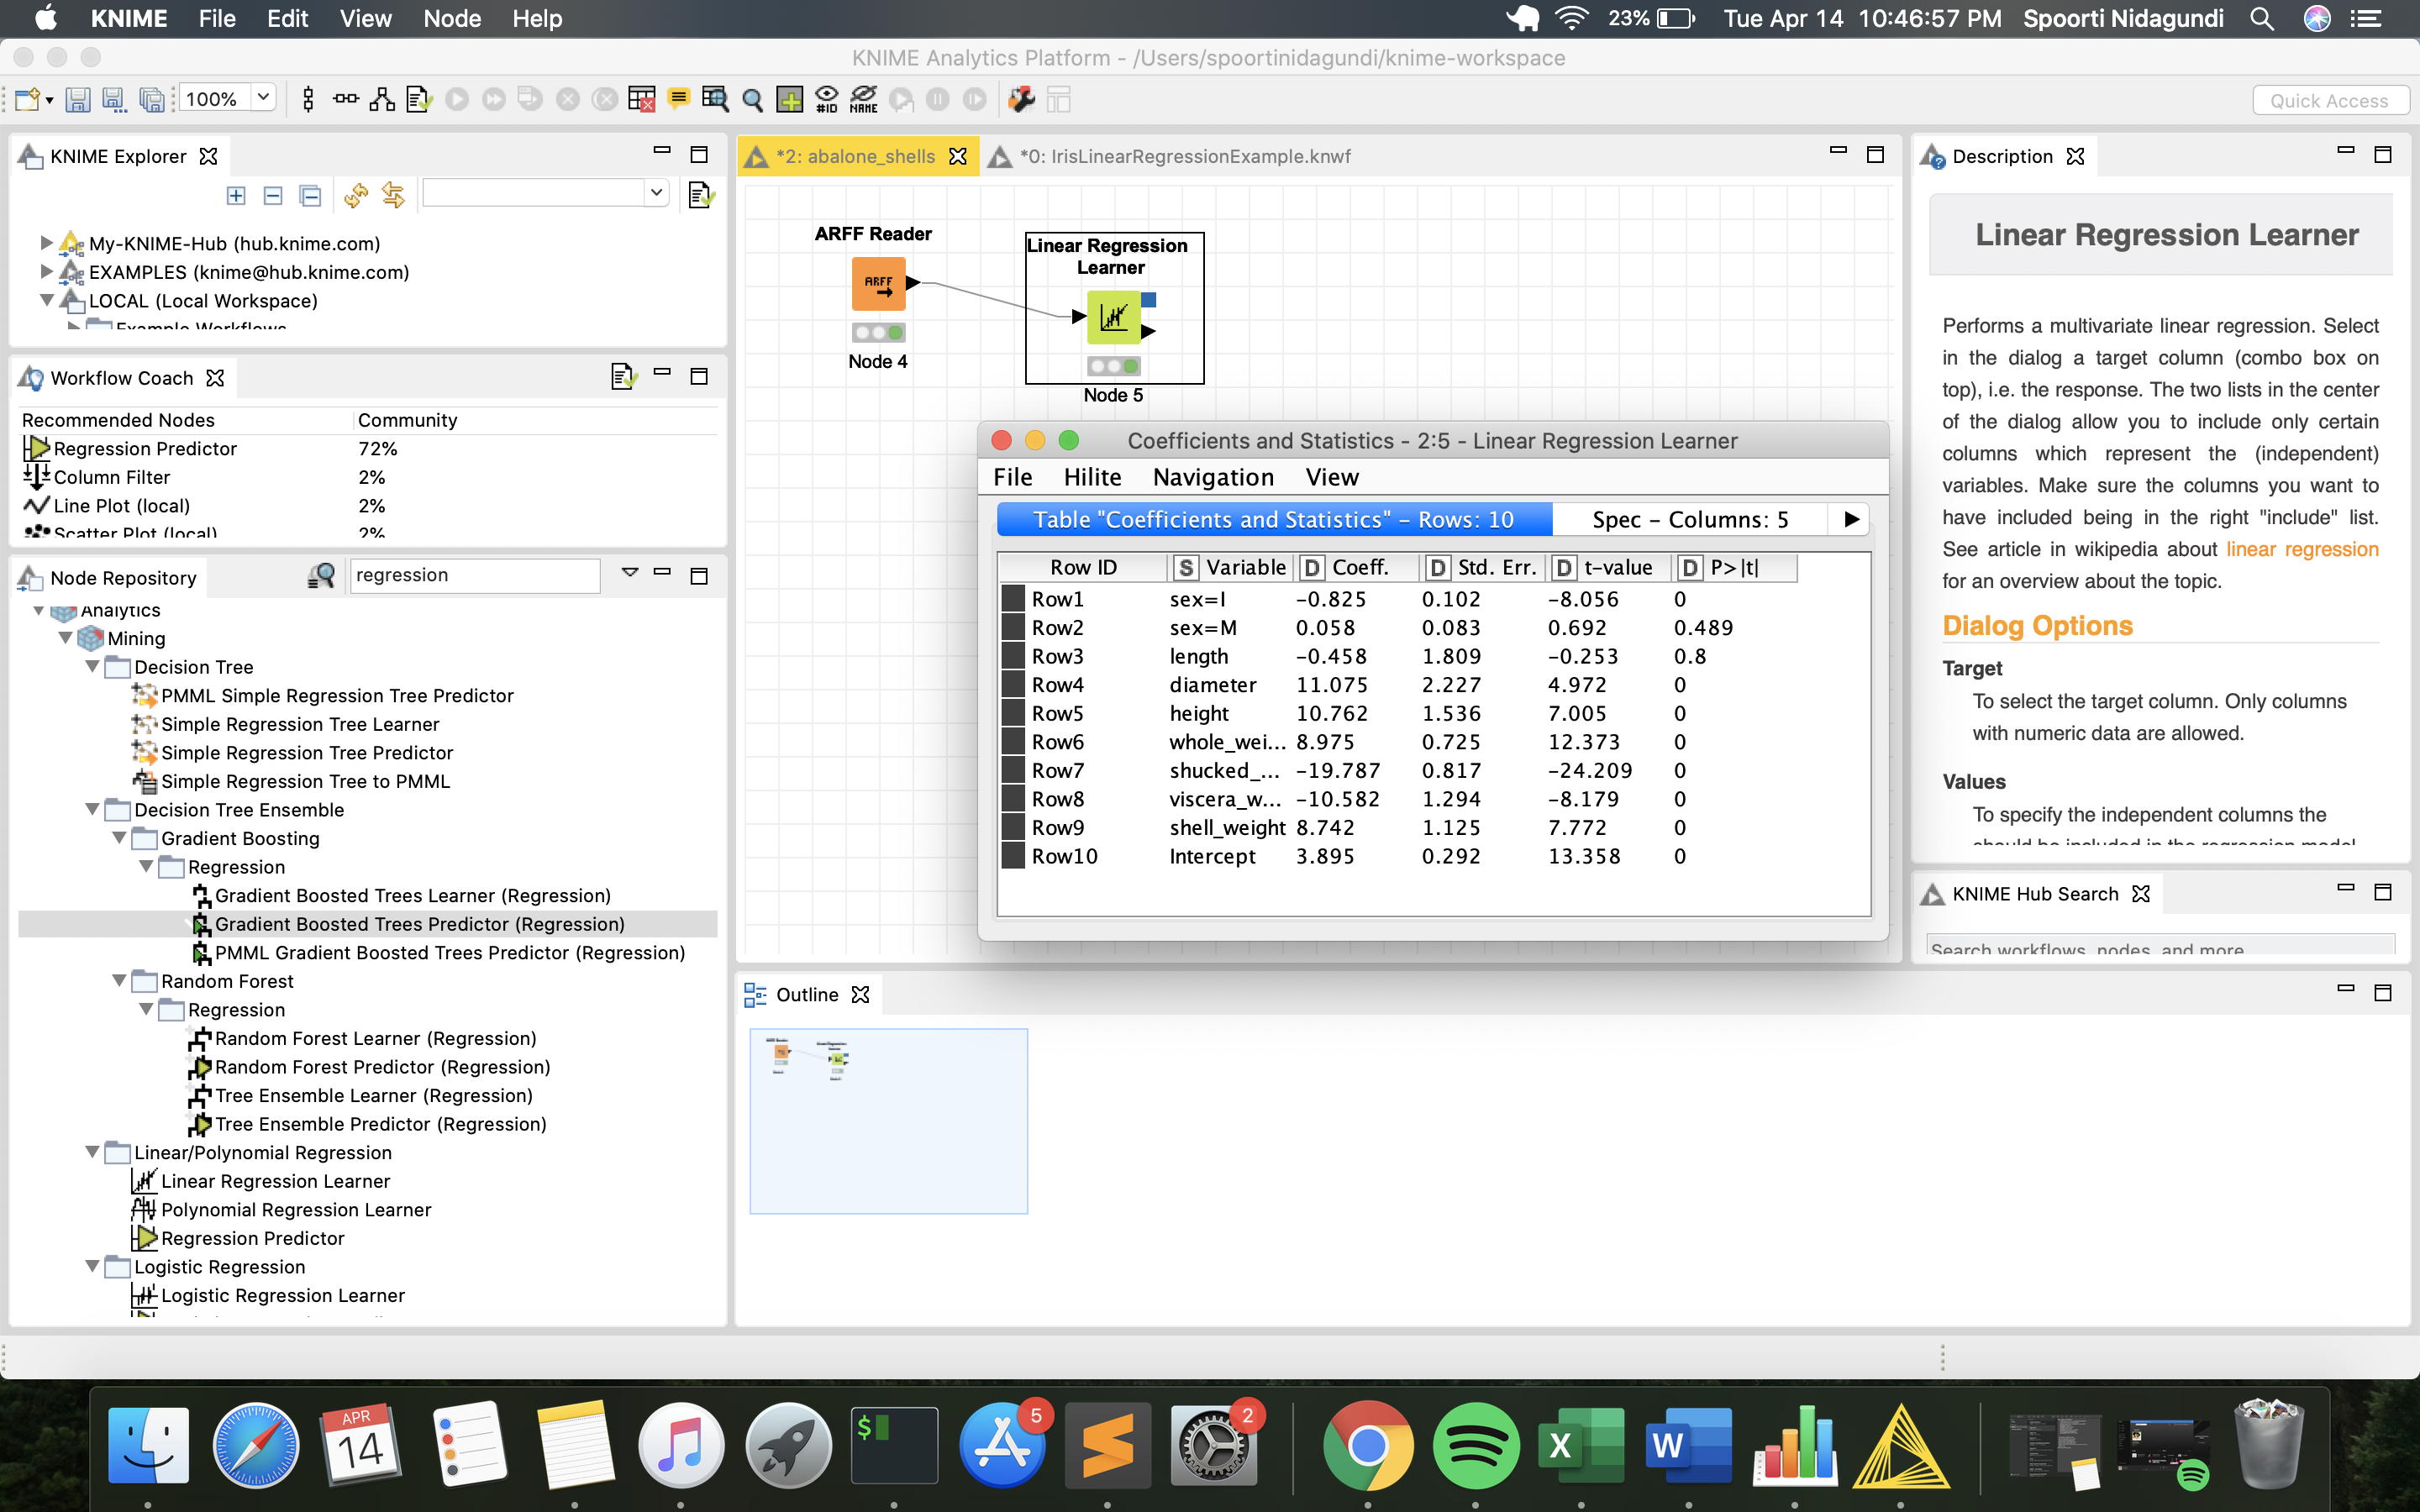 KNIME File Edit View Node Help 23% Tue Apr 14 10:46:57 PM Spoorti Nidagundi
KNIME Analytics Platform - /Users/spoortinidagundi/knime-workspace
100% #ID NAME Quick Access
KNIME Explorer
My-KNIME-Hub (hub.knime.com)
EXAMPLES (knime@hub.knime.com)
LOCAL (Local Workspace)
Example Workflows
Workflow Coach
Recommended Nodes Community
Regression Predictor 72%
Column Filter 2%
Line Plot (local) 2%
Scatter Plot (local) 2%
Node Repository regression
Analytics
Mining
Decision Tree
PMML Simple Regression Tree Predictor
Simple Regression Tree Learner
Simple Regression Tree Predictor
Simple Regression Tree to PMML
Decision Tree Ensemble
Gradient Boosting
Regression
Gradient Boosted Trees Learner (Regression)
Gradient Boosted Trees Predictor (Regression)
PMML Gradient Boosted Trees Predictor (Regression)
Random Forest
Regression
Random Forest Learner (Regression)
Random Forest Predictor (Regression)
Tree Ensemble Learner (Regression)
Tree Ensemble Predictor (Regression)
Linear/Polynomial Regression
Linear Regression Learner
Polynomial Regression Learner
Regression Predictor
Logistic Regression
Logistic Regression Learner
*2: abalone_shells *0: IrisLinearRegressionExample.knwf
ARFF Reader
ARFF
Node 4
Linear Regression
Learner
Node 5
Coefficients and Statistics - 2:5 - Linear Regression Learner
File Hilite Navigation View
Table "Coefficients and Statistics" – Rows: 10 Spec – Columns: 5
Row ID S Variable D Coeff. D Std. Err. D t-value D P>|t|
Row1 sex=I -0.825 0.102 -8.056 0
Row2 sex=M 0.058 0.083 0.692 0.489
Row3 length -0.458 1.809 -0.253 0.8
Row4 diameter 11.075 2.227 4.972 0
Row5 height 10.762 1.536 7.005 0
Row6 whole_wei... 8.975 0.725 12.373 0
Row7 shucked_... -19.787 0.817 -24.209 0
Row8 viscera_w... -10.582 1.294 -8.179 0
Row9 shell_weight 8.742 1.125 7.772 0
Row10 Intercept 3.895 0.292 13.358 0
Outline
Description
Linear Regression Learner
Performs a multivariate linear regression. Select
in the dialog a target column (combo box on
top), i.e. the response. The two lists in the center
of the dialog allow you to include only certain
columns which represent the (independent)
variables. Make sure the columns you want to
have included being in the right "include" list.
See article in wikipedia about linear regression
for an overview about the topic.
Dialog Options
Target
To select the target column. Only columns
with numeric data are allowed.
Values
To specify the independent columns the
should be included in the regression model
KNIME Hub Search
Search workflows, nodes, and more
APR
14
$
5
2
X
W